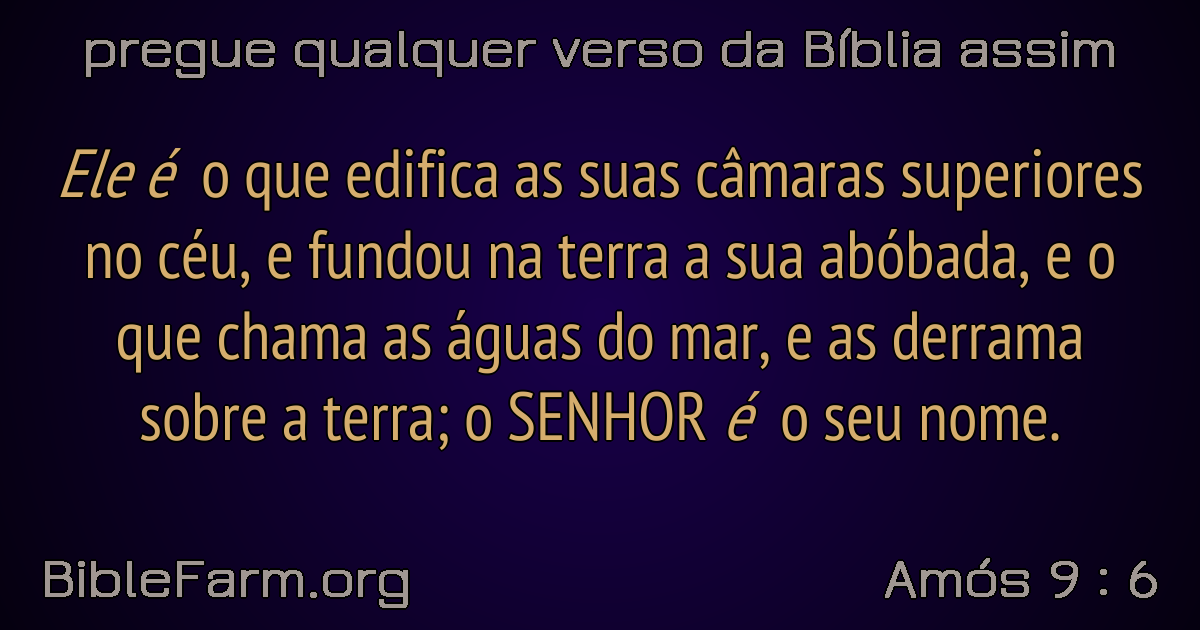 pregue qualquer verso da Bíblia assim
Ele é o que edifica as suas câmaras superiores
no céu, e fundou na terra a sua abóbada, e o
que chama as águas do mar, e as derrama
sobre a terra; o SENHOR é o seu nome.
BibleFarm.org
Amós 9 : 6